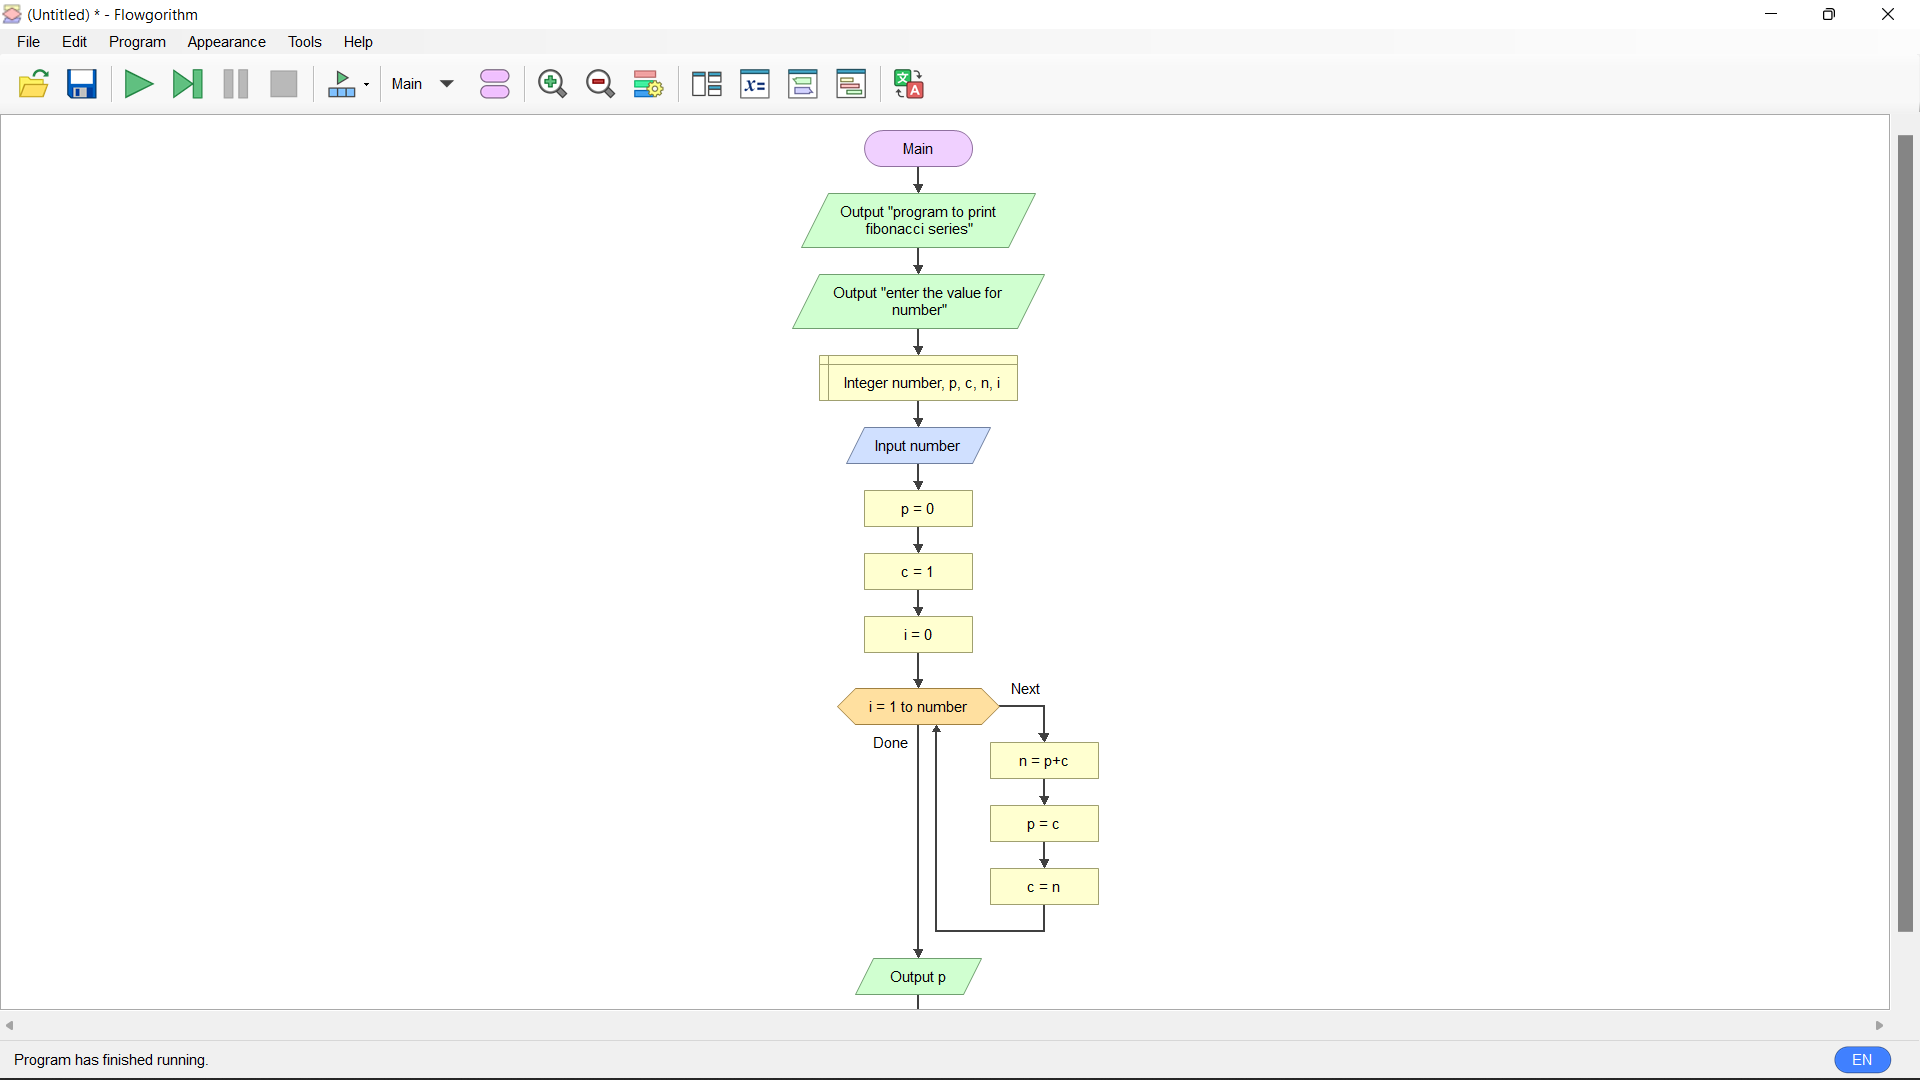 (Untitled) * - Flowgorithm
File Edit Program Appearance Tools Help
Main
x=
文
A
Main
Output "program to print
fibonacci series"
Output "enter the value for
number"
Integer number, p, c, n, i
Input number
p = 0
c = 1
i = 0
Next
i = 1 to number
Done
n = p+c
p = c
c = n
Output p
Program has finished running.
EN